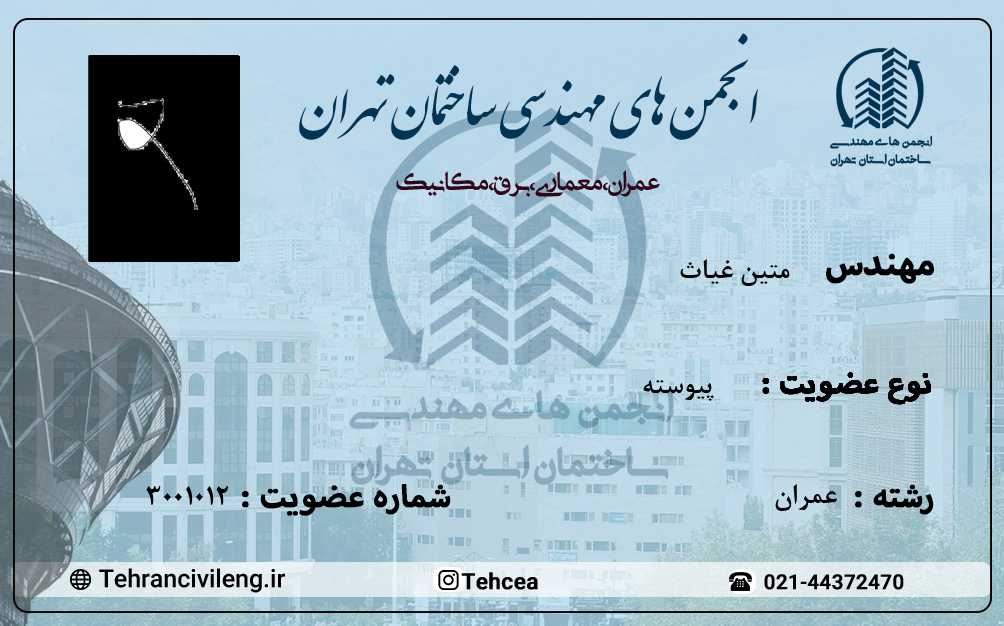 انجمن های مهندسی ساختمان تهران
انجمن های مهندسی
ساختمان استان تهران
عمران،معماری،برق،مکانیک
مهندس متین غیاث
نوع عضویت : پیوسته
انجمن های مهندسی
ساختمان استان تهران
رشته : عمران
شماره عضویت : ۳۰۰۱۰۱۲
Tehrancivileng.ir
Tehcea
021-44372470